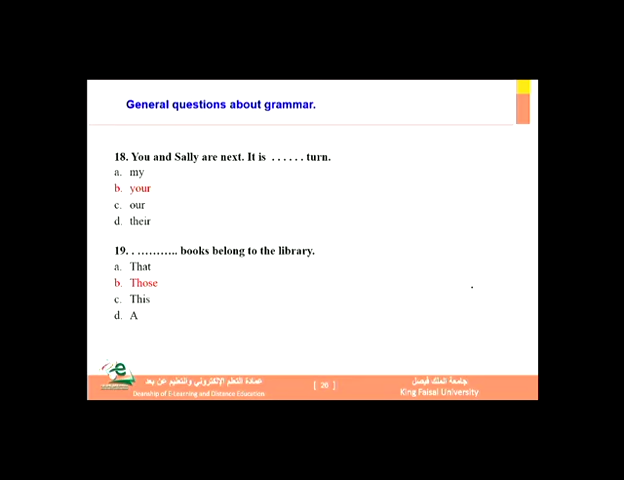 General questions about grammar.
18. You and Sally are next. It is . . . . . . turn.
a. my
b. your
c. our
d. their
19. . ……….. books belong to the library.
a. That
b. Those
c. This
d. A
عمادة التعلم الإلكتروني والتعليم عن بعد
Deanship of E-Learning and Distance Education
[ 26 ]
جامعة الملك فيصل
King Faisal University